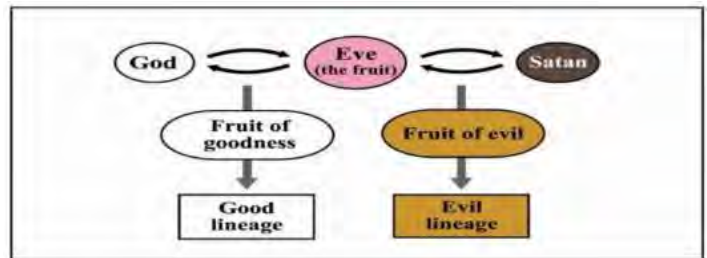 God
Eve
(the fruit)
Satan
Fruit of
goodness
Fruit of evil
Good
lineage
Evil
lineage